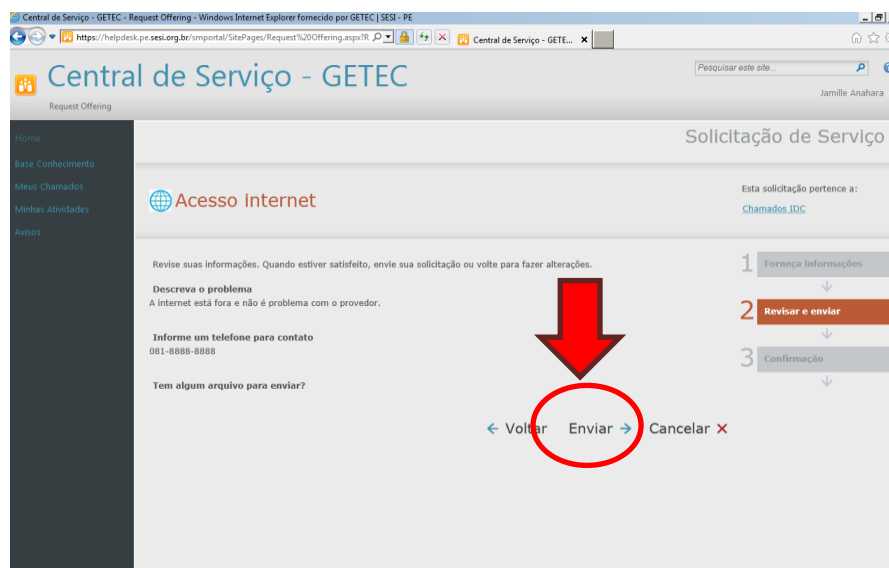 Central de Serviço - GETEC - Request Offering - Windows Internet Explorer fornecido por GETEC | SESI - PE
https://helpdesk.pe.sesi.org.br/smportal/SitePages/Request%20Offering.aspx?R
Central de Serviço - GETE...
Central de Serviço - GETEC
Pesquisar este site...
Request Offering
Jamille Anahara
Home
Solicitação de Serviço
Base Conhecimento
Meus Chamados
Minhas Atividades
Avisos
Acesso internet
Esta solicitação pertence a:
Chamados IDC
Revise suas informações. Quando estiver satisfeito, envie sua solicitação ou volte para fazer alterações.
Descreva o problema
A internet está fora e não é problema com o provedor.
Informe um telefone para contato
081-8888-8888
Tem algum arquivo para enviar?
1 Forneça informações
2 Revisar e enviar
3 Confirmação
Voltar Enviar Cancelar